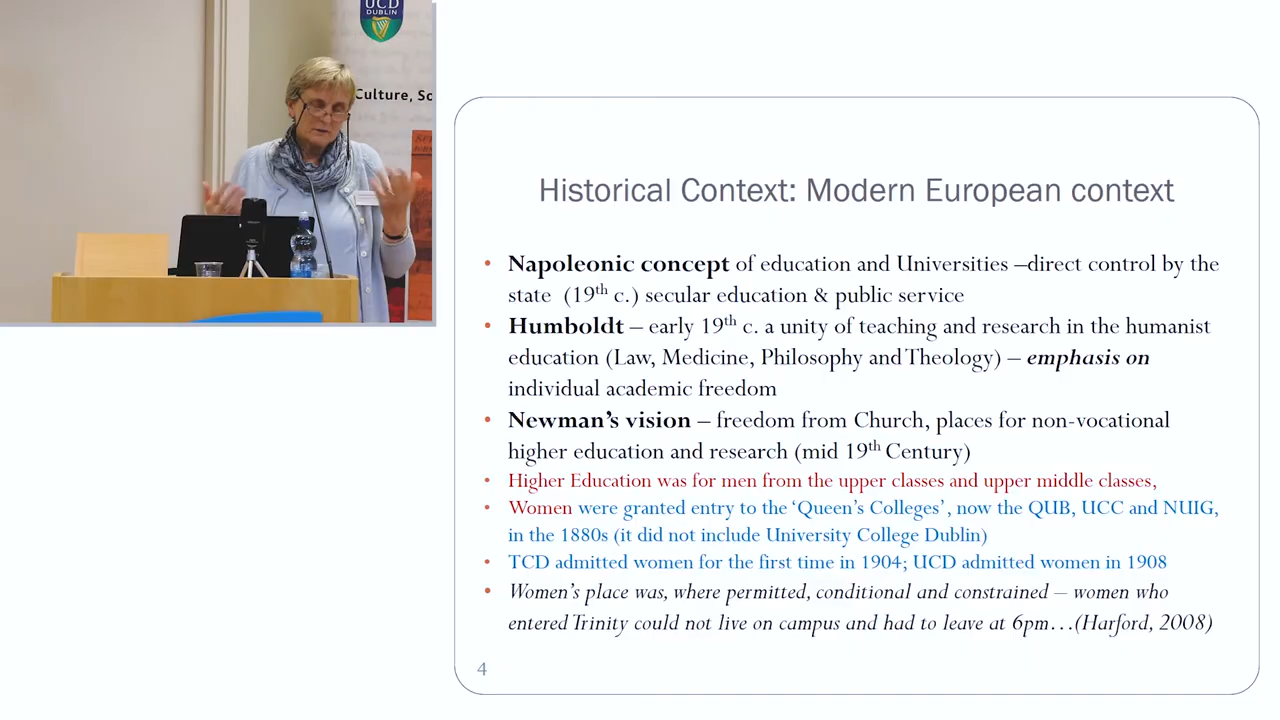 UCD
DUBLIN
Culture, So
Historical Context: Modern European context
• Napoleonic concept of education and Universities –direct control by the
state (19th c.) secular education & public service
• Humboldt – early 19th c. a unity of teaching and research in the humanist
education (Law, Medicine, Philosophy and Theology) – emphasis on
individual academic freedom
• Newman's vision – freedom from Church, places for non-vocational
higher education and research (mid 19th Century)
• Higher Education was for men from the upper classes and upper middle classes,
• Women were granted entry to the 'Queen's Colleges', now the QUB, UCC and NUIG,
in the 1880s (it did not include University College Dublin)
• TCD admitted women for the first time in 1904; UCD admitted women in 1908
• Women's place was, where permitted, conditional and constrained – women who
entered Trinity could not live on campus and had to leave at 6pm…(Harford, 2008)
4